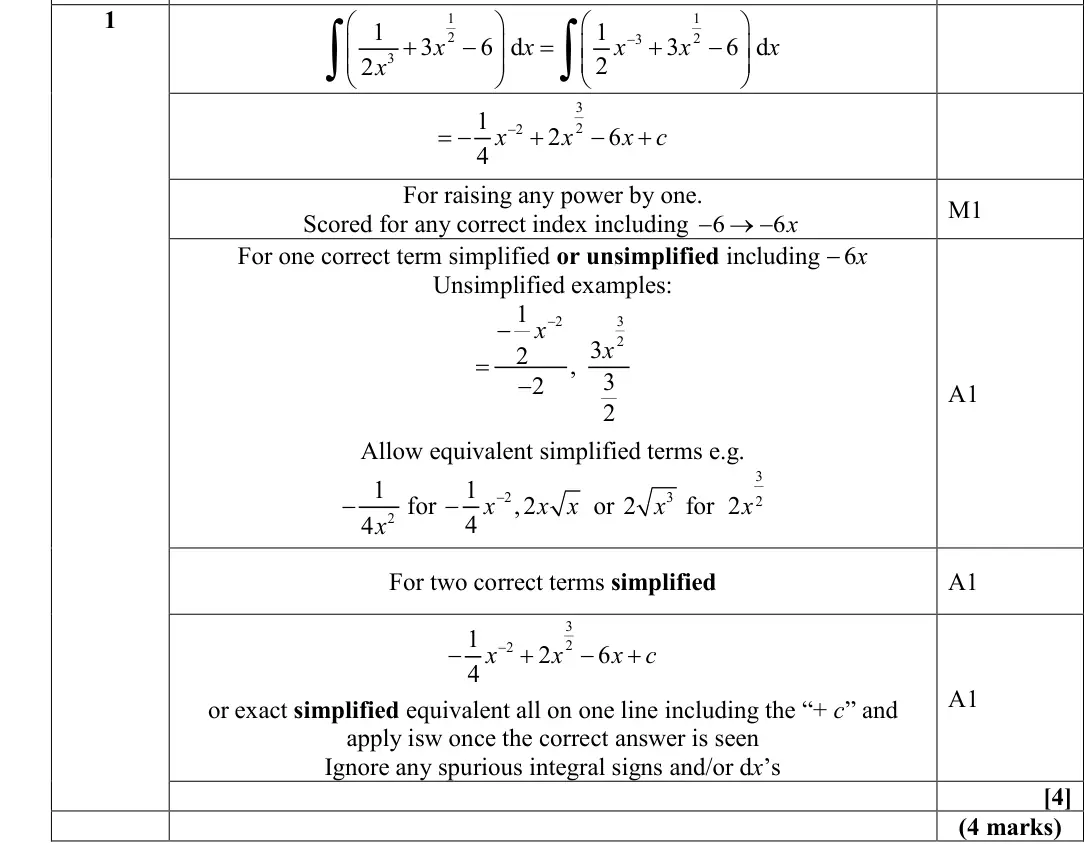 1
∫(1/(2x³) + 3x^(1/2) − 6) dx = ∫((1/2)x⁻³ + 3x^(1/2) − 6) dx
= −(1/4)x⁻² + 2x^(3/2) − 6x + c
For raising any power by one.
Scored for any correct index including −6 → −6x
M1
For one correct term simplified or unsimplified including − 6x
Unsimplified examples:
= (−(1/2)x⁻²)/(−2) , (3x^(3/2))/(3/2)
A1
Allow equivalent simplified terms e.g.
−1/(4x²) for −(1/4)x⁻² , 2x√x or 2√(x³) for 2x^(3/2)
For two correct terms simplified
A1
−(1/4)x⁻² + 2x^(3/2) − 6x + c
or exact simplified equivalent all on one line including the “+ c” and
apply isw once the correct answer is seen
Ignore any spurious integral signs and/or dx’s
A1
[4]
(4 marks)